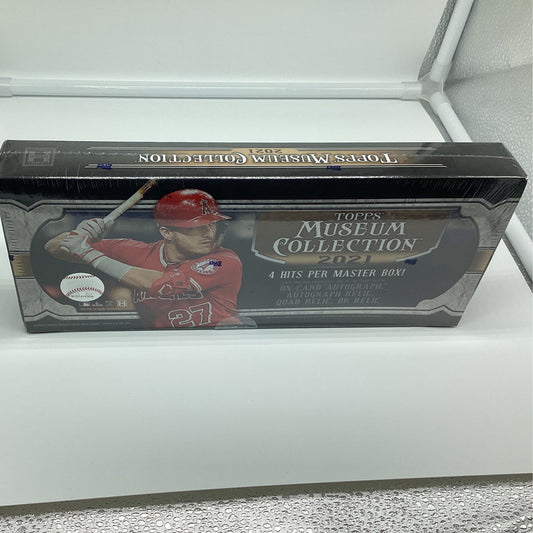 TOPPS MUSEUM COLLECTION
2021
TOPPS
MUSEUM
COLLECTION
2021
4 HITS PER MASTER BOX!
ON-CARD AUTOGRAPH,
AUTOGRAPH RELIC,
QUAD RELIC, OR RELIC.
A
27